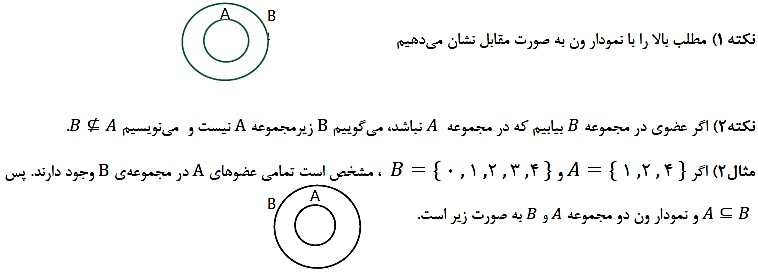 A B
نکته ۱) مطلب بالا را با نمودار ون به صورت مقابل نشان می‌دهیم
نکته۲) اگر عضوی در مجموعه B بیابیم که در مجموعه A نباشد، می‌گوییم B زیرمجموعه A نیست و می‌نویسیم B ⊈ A.
مثال۲) اگر A = { ۱ , ۲ , ۴ } و B = { ۰ , ۱ , ۲ , ۳ , ۴ } ، مشخص است تمامی عضوهای A در مجموعه‌ی B وجود دارند. پس
B A
A ⊆ B و نمودار ون دو مجموعه A و B به صورت زیر است.